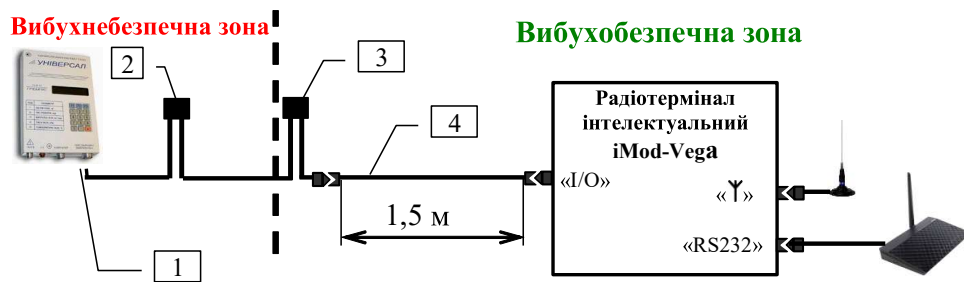 Вибухнебезпечна зона
Вибухобезпечна зона
УНІВЕРСАЛ
2
3
4
Радіотермінал
інтелектуальний
iMod-Vega
«I/O»
«
»
1,5 м
«RS232»
1